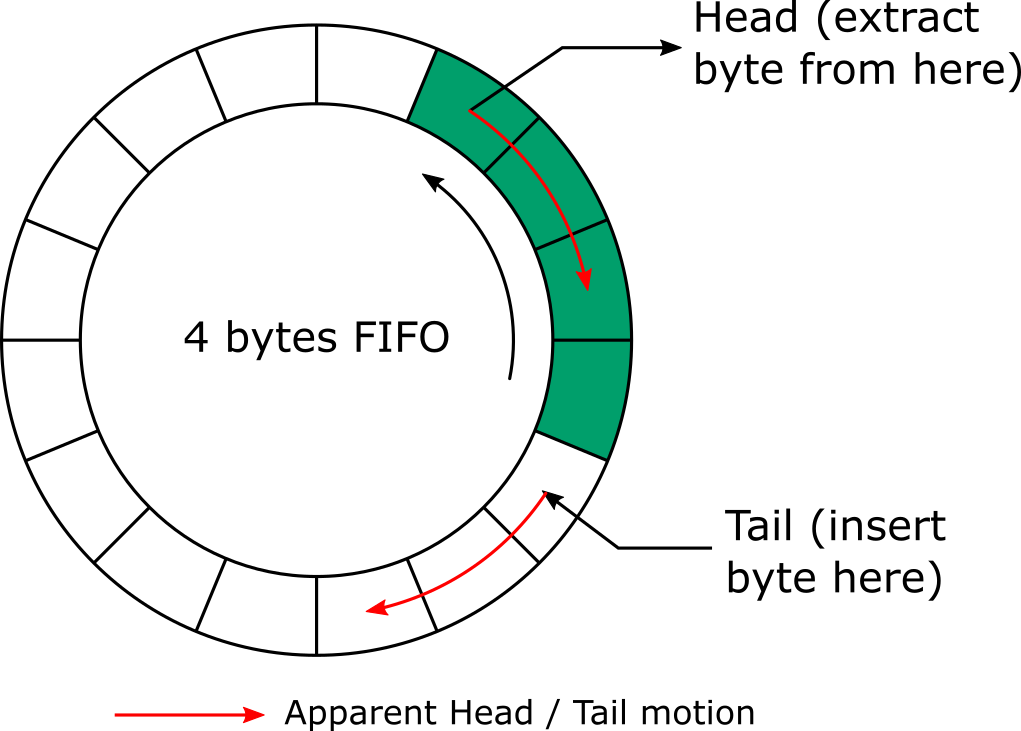 Head (extract
byte from here)
4 bytes FIFO
Tail (insert
byte here)
Apparent Head / Tail motion